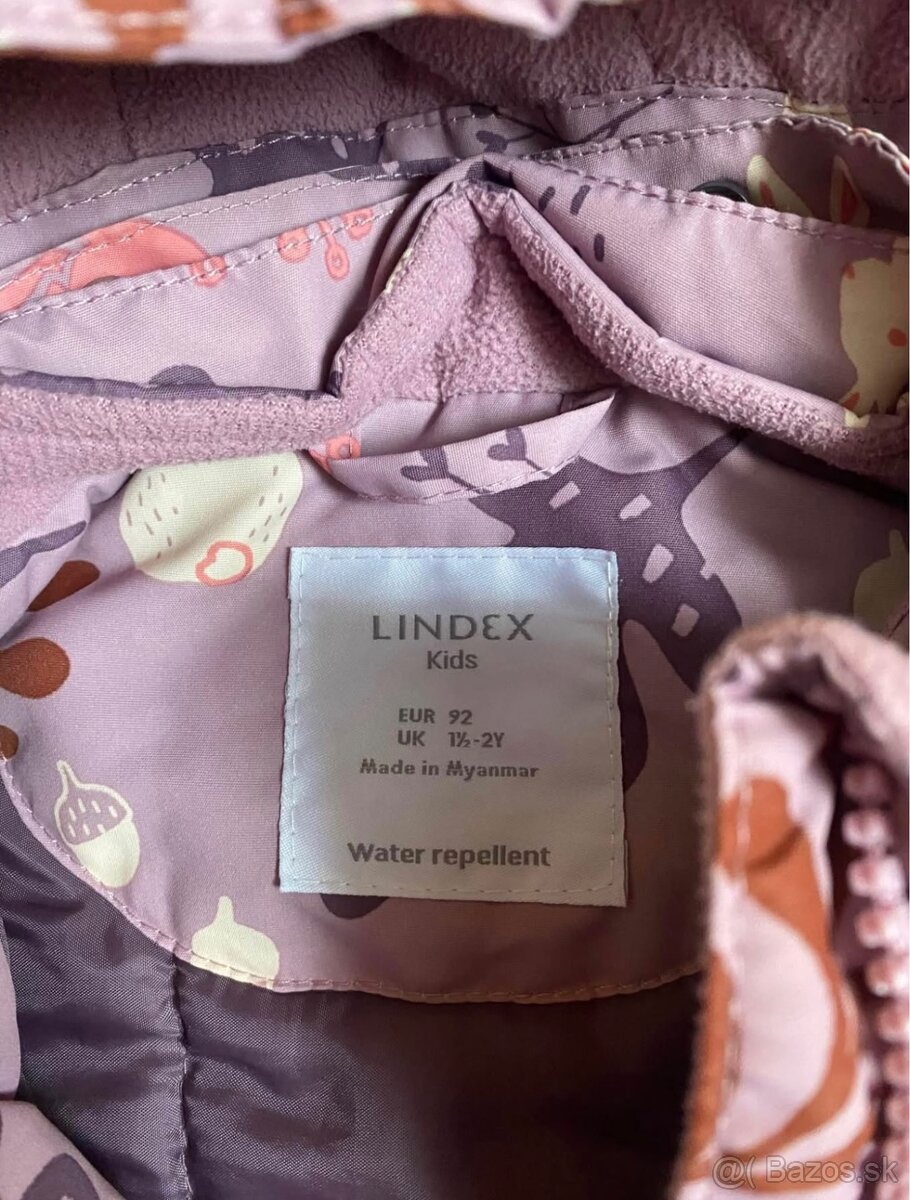 LINDEX
Kids
EUR 92
UK 1½-2Y
Made in Myanmar
Water repellent
@( Bazos.sk